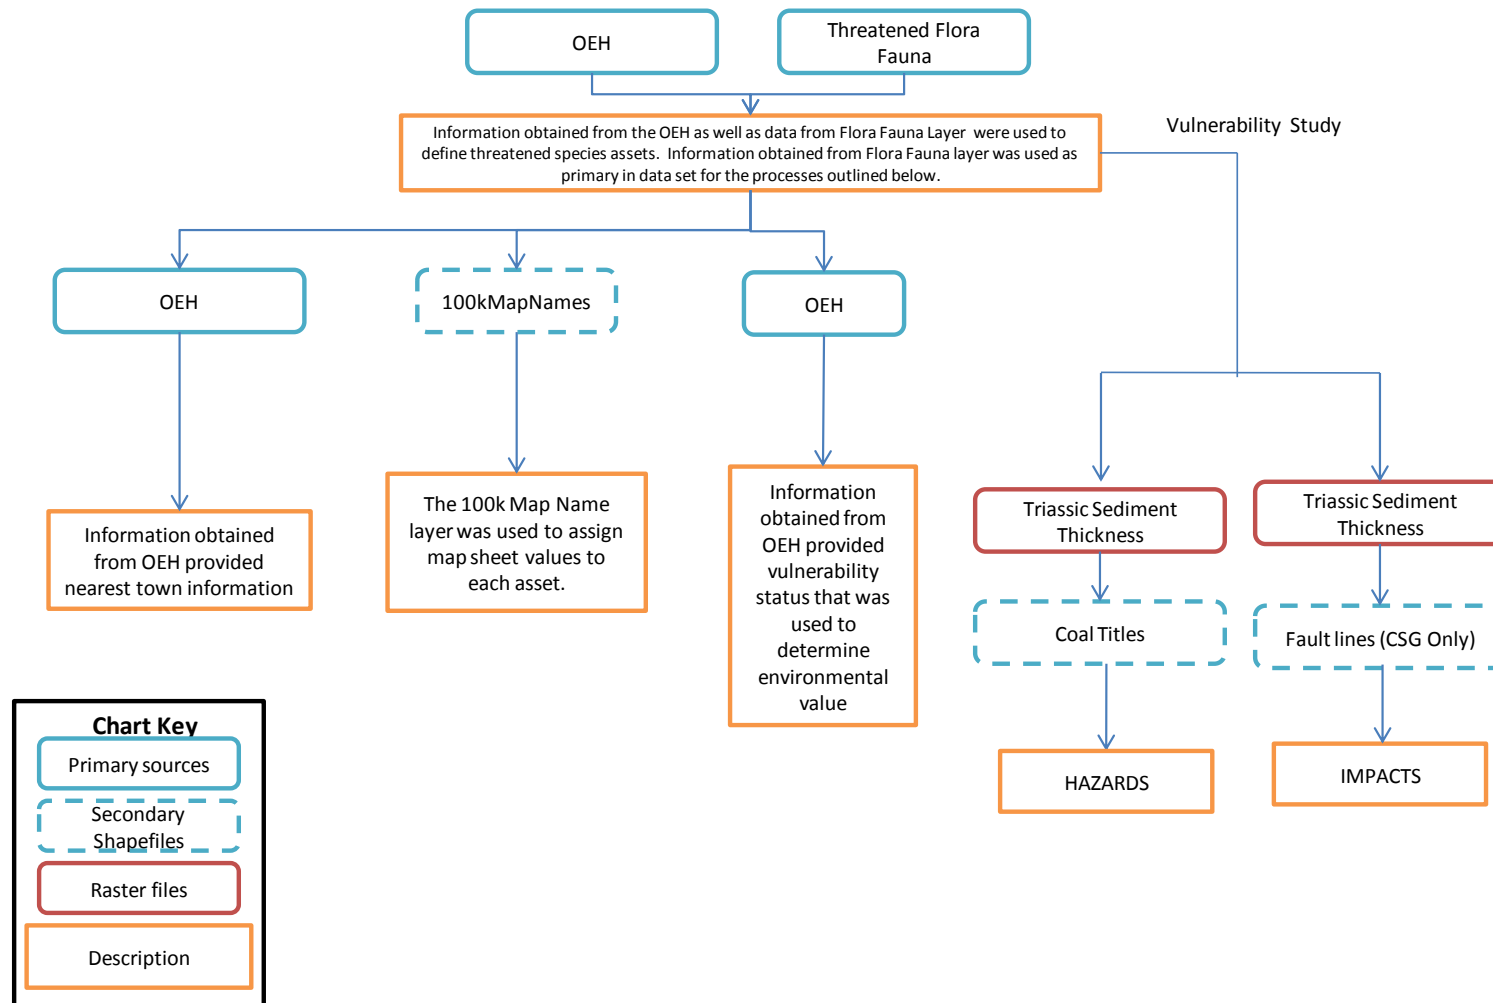 OEH
Threatened Flora
Fauna
Information obtained from the OEH as well as data from Flora Fauna Layer were used to
define threatened species assets. Information obtained from Flora Fauna layer was used as
primary in data set for the processes outlined below.
Vulnerability Study
OEH
100kMapNames
OEH
Information obtained
from OEH provided
nearest town information
The 100k Map Name
layer was used to assign
map sheet values to
each asset.
Information
obtained from
OEH provided
vulnerability
status that was
used to
determine
environmental
value
Triassic Sediment
Thickness
Triassic Sediment
Thickness
Coal Titles
Fault lines (CSG Only)
HAZARDS
IMPACTS
Chart Key
Primary sources
Secondary
Shapefiles
Raster files
Description